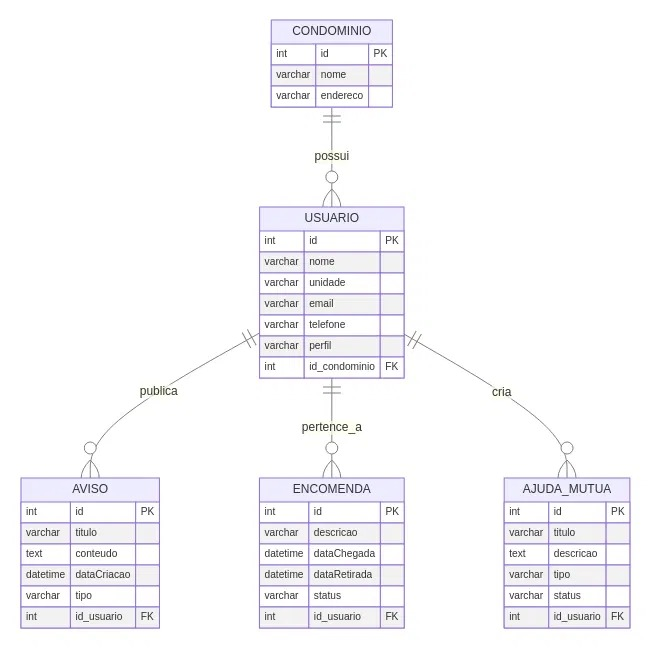 CONDOMINIO
int id PK
varchar nome
varchar endereco
possui
USUARIO
int id PK
varchar nome
varchar unidade
varchar email
varchar telefone
varchar perfil
int id_condominio FK
publica
pertence_a
cria
AVISO
int id PK
varchar titulo
text conteudo
datetime dataCriacao
varchar tipo
int id_usuario FK
ENCOMENDA
int id PK
varchar descricao
datetime dataChegada
datetime dataRetirada
varchar status
int id_usuario FK
AJUDA_MUTUA
int id PK
varchar titulo
text descricao
varchar tipo
varchar status
int id_usuario FK